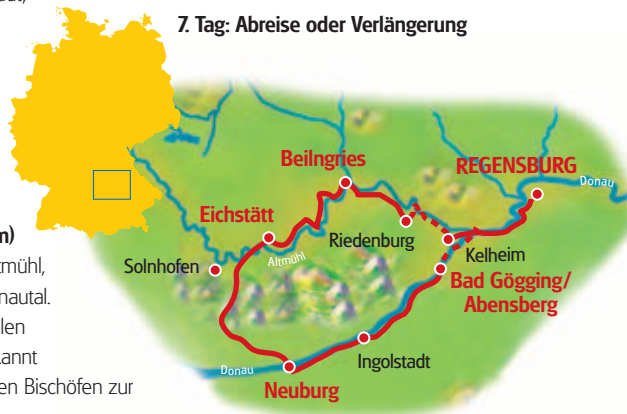 7. Tag: Abreise oder Verlängerung
Beilngries
REGENSBURG
Donau
Eichstätt
Riedenburg
Kelheim
Altmühl
Solnhofen
Bad Gögging/
Abensberg
Ingolstadt
Donau
Neuburg
tmühl,
nautal.
len
annt
en Bischöfen zur